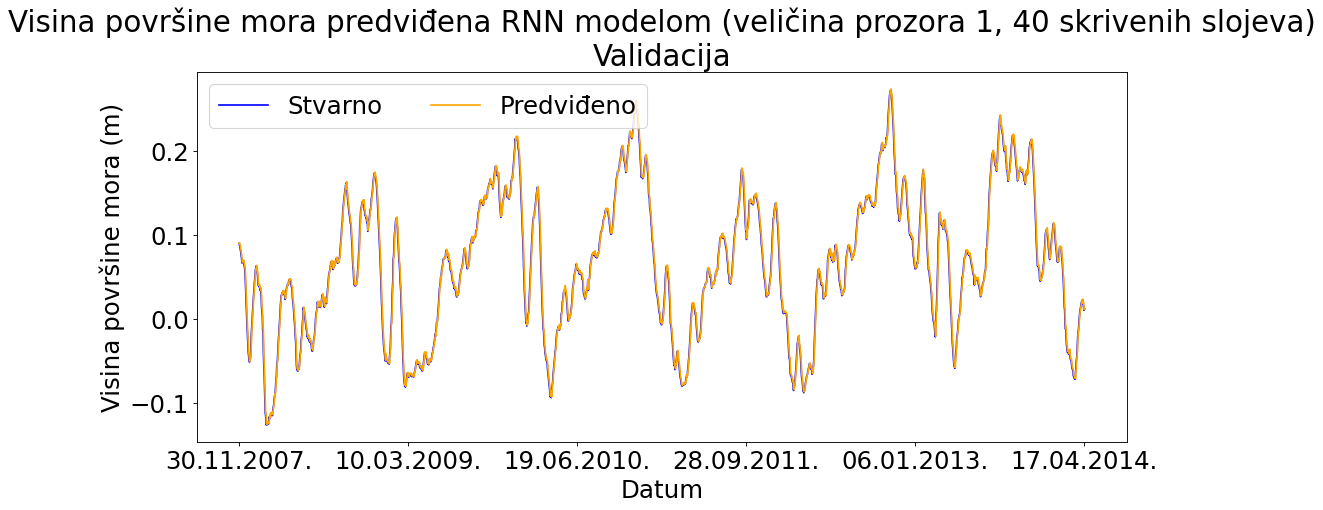 Visina površine mora predviđena RNN modelom (veličina prozora 1, 40 skrivenih slojeva)
Validacija
Stvarno
Predviđeno
Visina površine mora (m)
0.2
0.1
0.0
−0.1
30.11.2007.
10.03.2009.
19.06.2010.
28.09.2011.
06.01.2013.
17.04.2014.
Datum